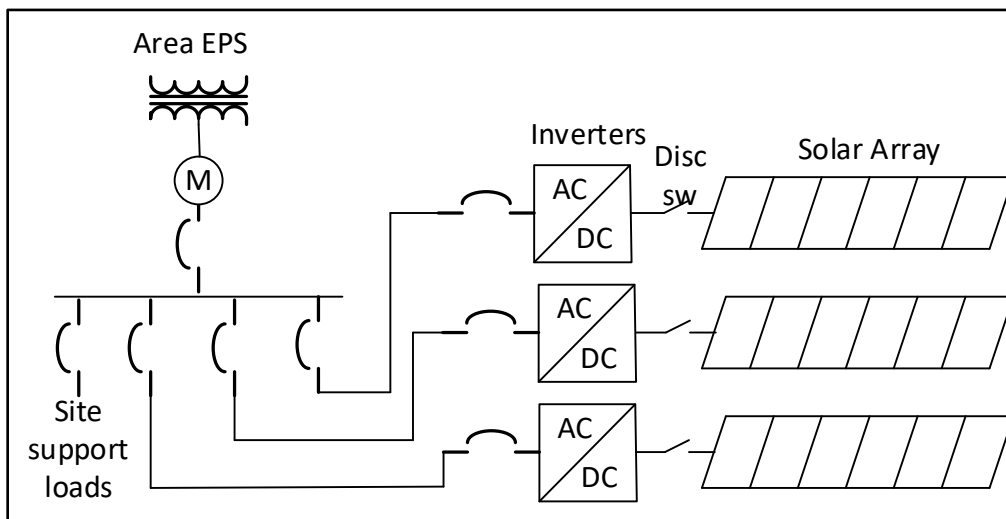 Area EPS
M
Inverters
Disc
sw
Solar Array
AC
DC
AC
DC
AC
DC
Site
support
loads